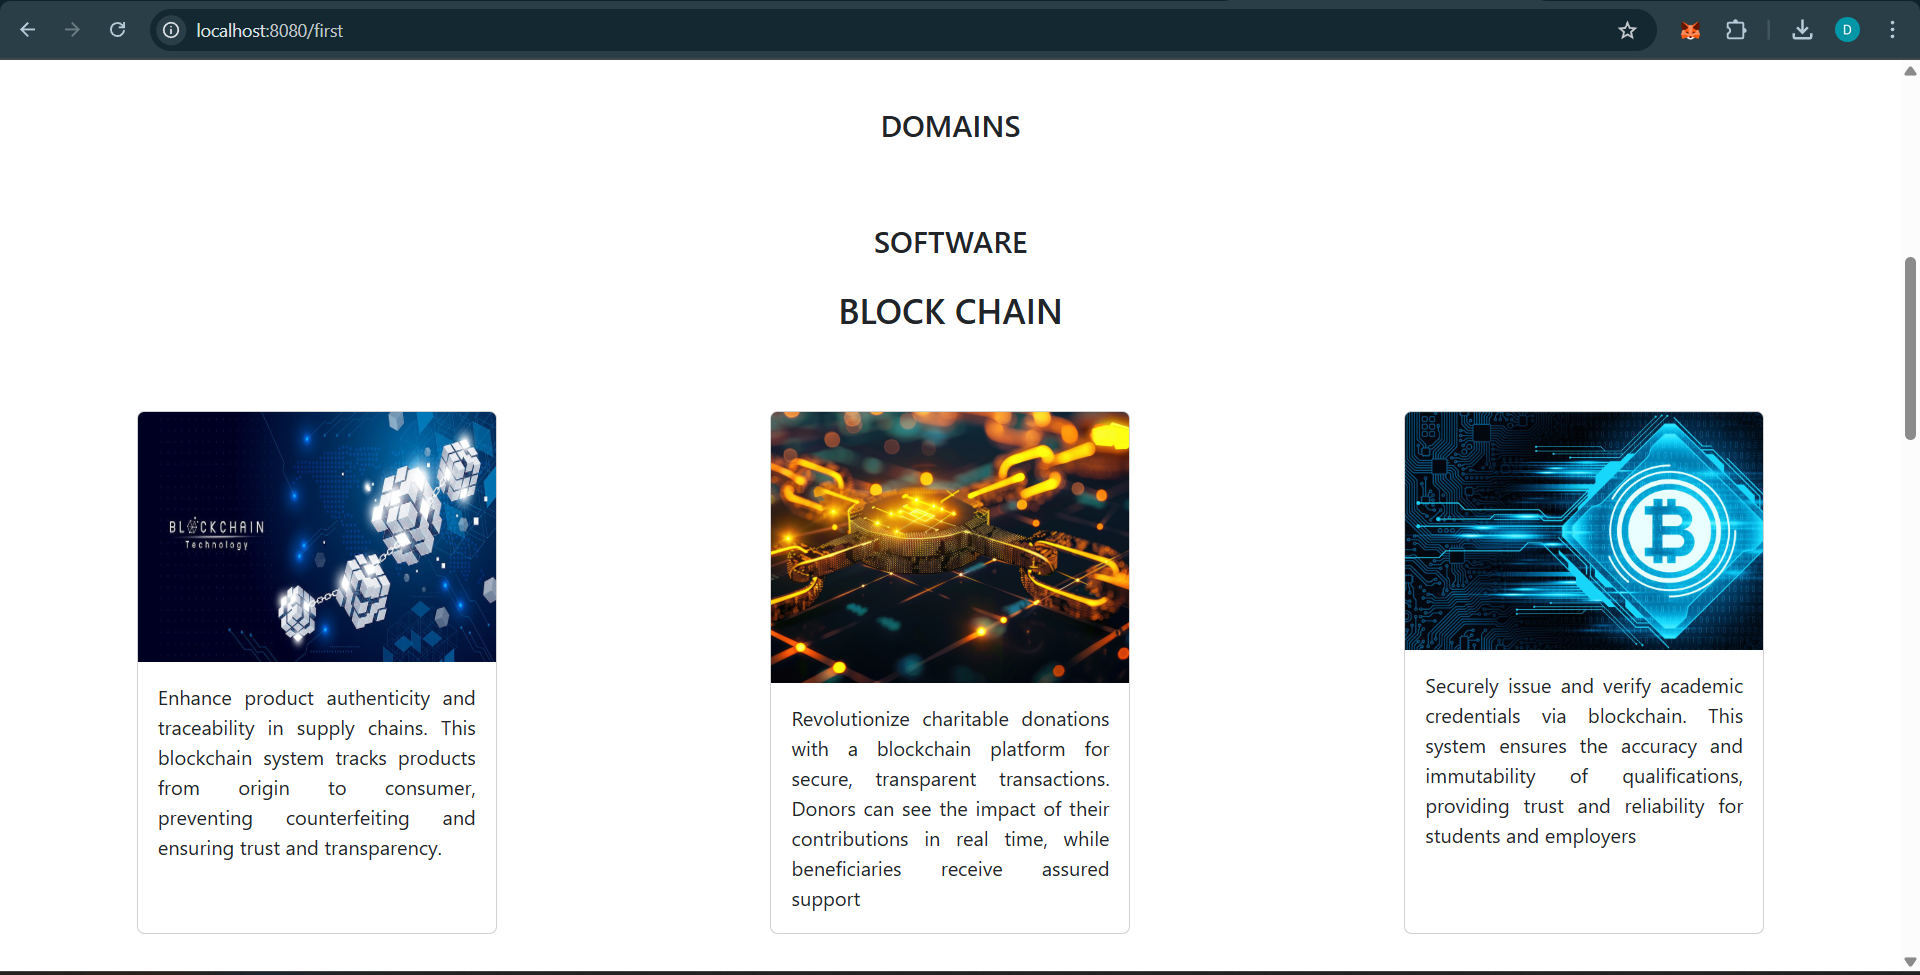 localhost:8080/first
D
DOMAINS
SOFTWARE
BLOCK CHAIN
BLOCKCHAIN
Technology
Enhance product authenticity and
traceability in supply chains. This
blockchain system tracks products
from origin to consumer,
preventing counterfeiting and
ensuring trust and transparency.
Revolutionize charitable donations
with a blockchain platform for
secure, transparent transactions.
Donors can see the impact of their
contributions in real time, while
beneficiaries receive assured
support
Securely issue and verify academic
credentials via blockchain. This
system ensures the accuracy and
immutability of qualifications,
providing trust and reliability for
students and employers